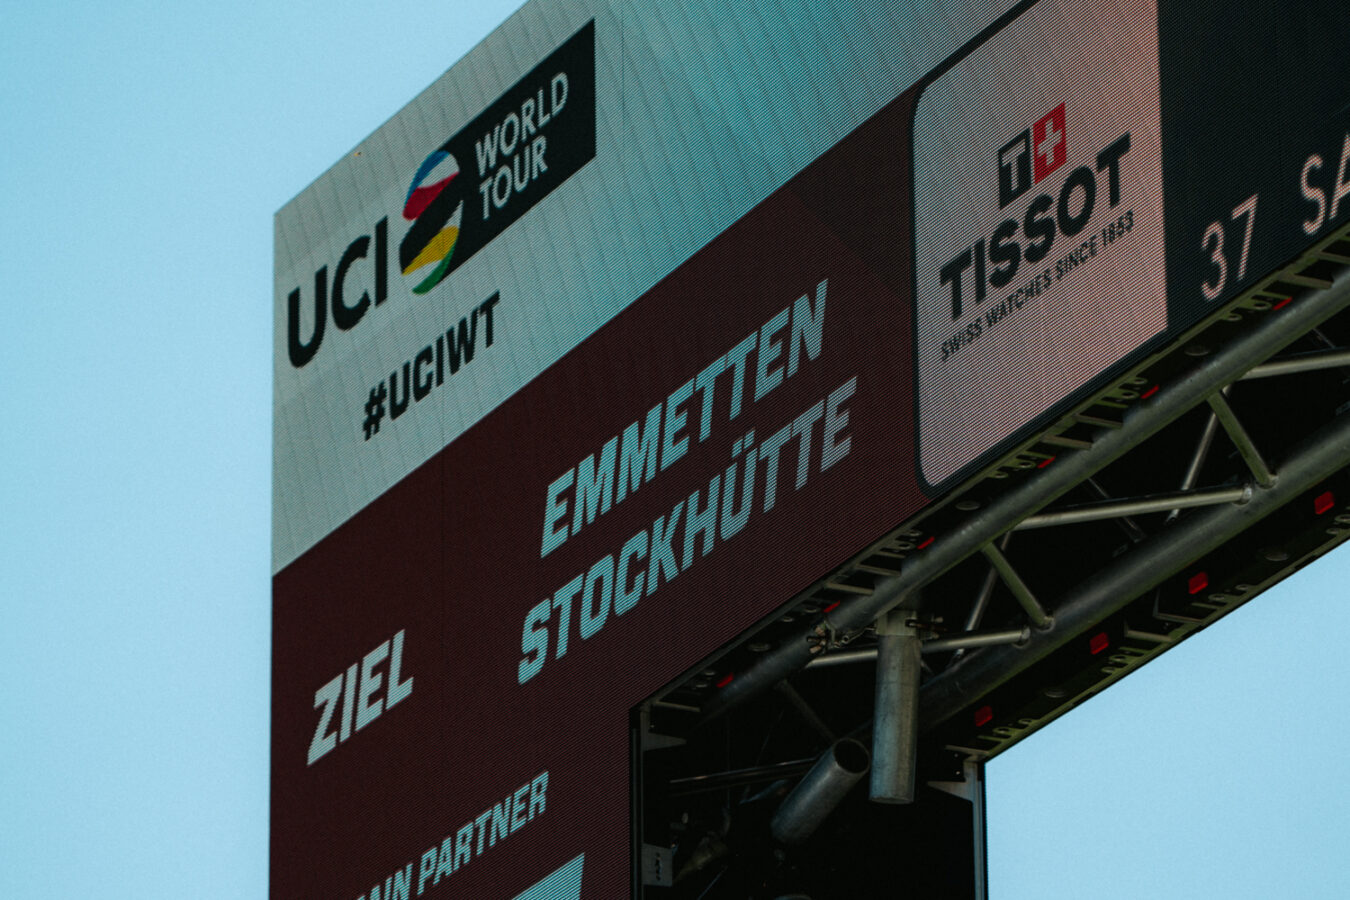 UCI WORLD
TOUR
#UCIWT
T+
TISSOT
SWISS WATCHES SINCE 1853
37
EMMETTEN
STOCKHÜTTE
ZIEL
PARTNER